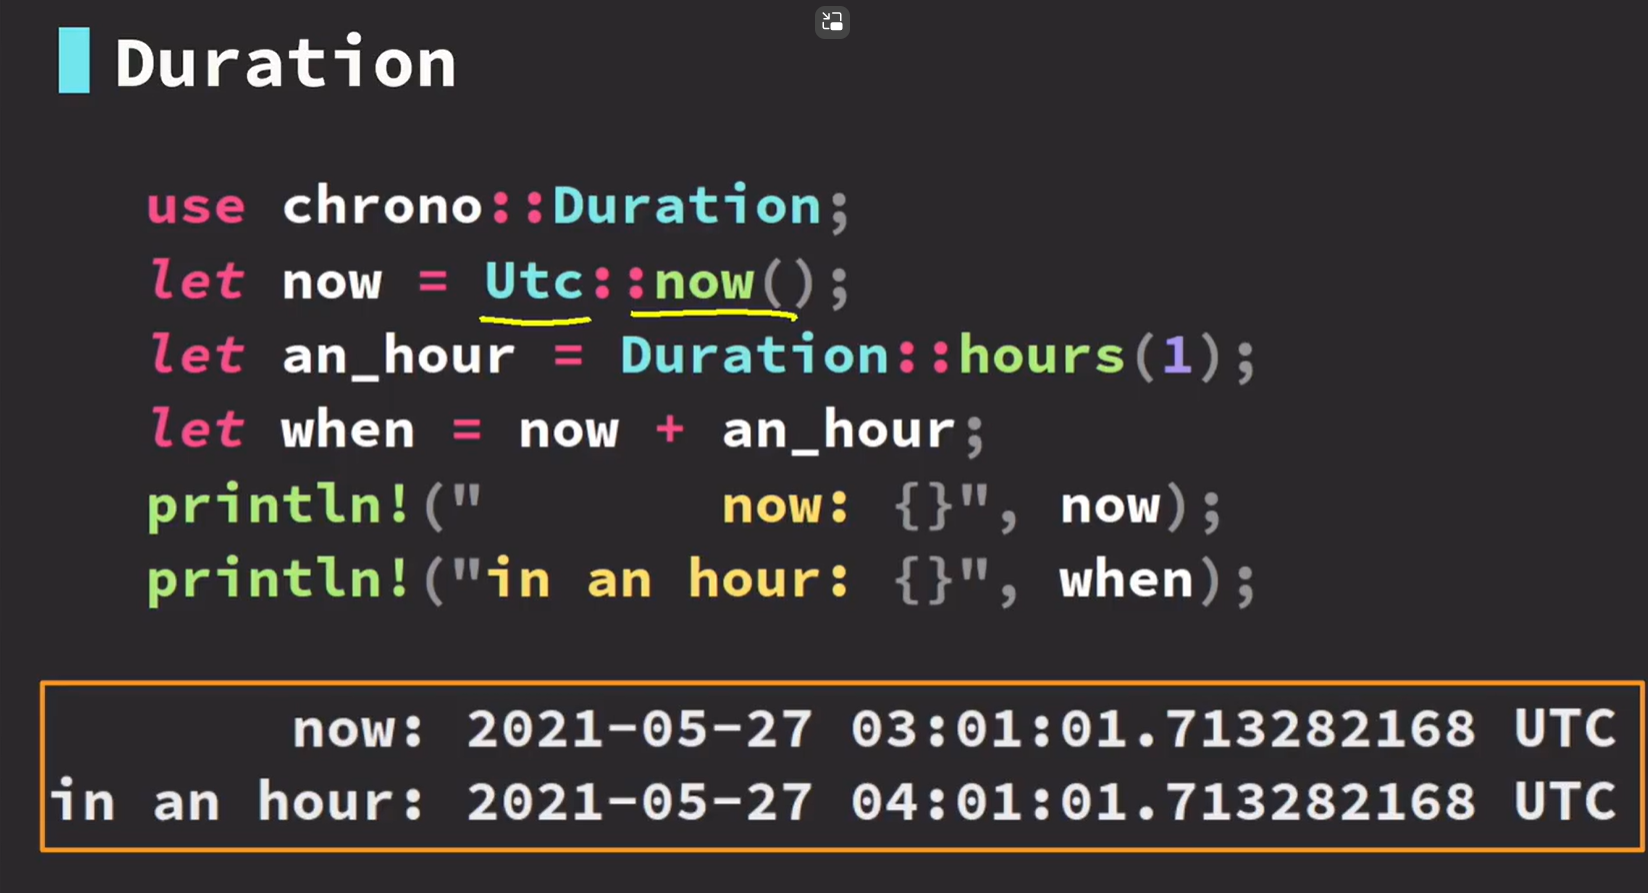 Duration
use chrono::Duration;
let now = Utc::now();
let an_hour = Duration::hours(1);
let when = now + an_hour;
println!("       now: {}", now);
println!("in an hour: {}", when);
       now: 2021-05-27 03:01:01.713282168 UTC
in an hour: 2021-05-27 04:01:01.713282168 UTC